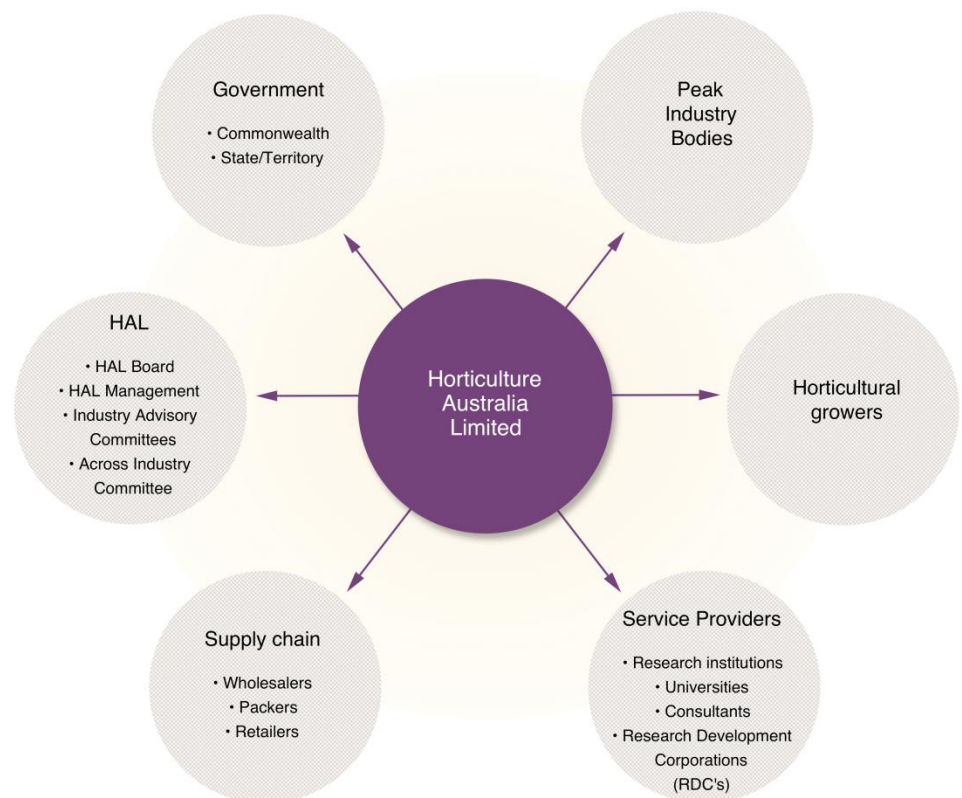 Government
• Commonwealth
• State/Territory
Peak
Industry
Bodies
HAL
• HAL Board
• HAL Management
• Industry Advisory
Committees
• Across Industry
Committee
Horticulture
Australia
Limited
Horticultural
growers
Supply chain
• Wholesalers
• Packers
• Retailers
Service Providers
• Research institutions
• Universities
• Consultants
• Research Development
Corporations
(RDC's)